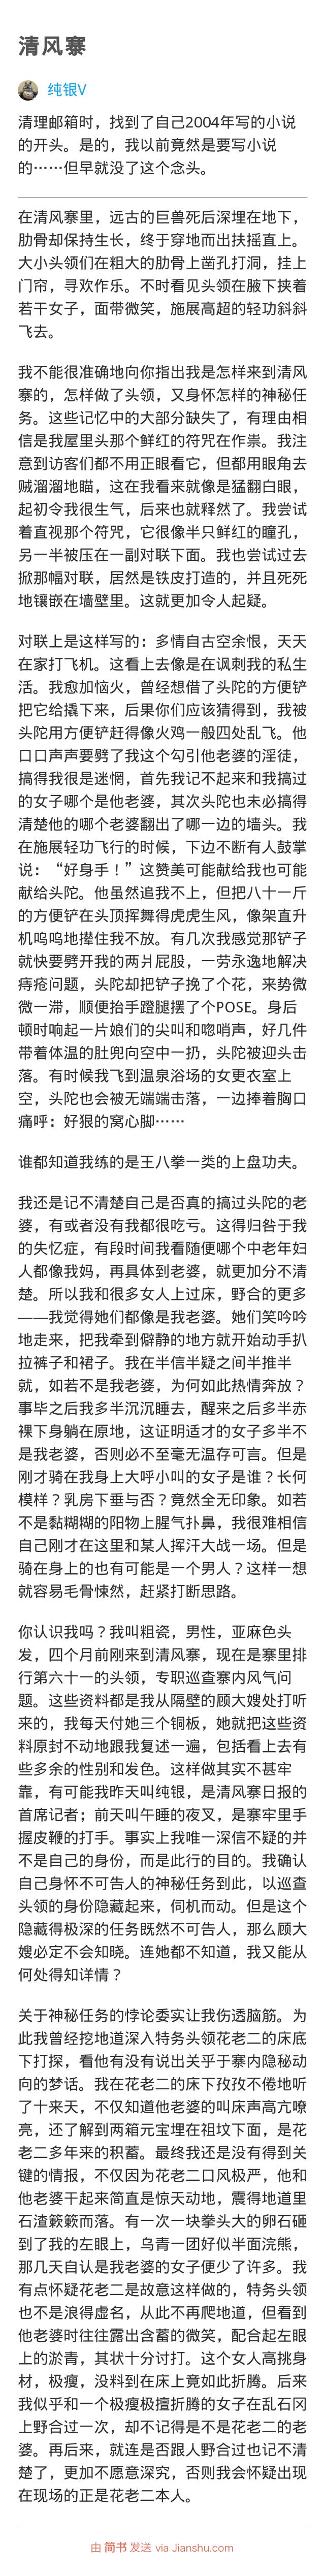 清风寨
纯银V
清理邮箱时，找到了自己2004年写的小说
的开头。是的，我以前竟然是要写小说
的……但早就没了这个念头。
在清风寨里，远古的巨兽死后深埋在地下，
肋骨却保持生长，终于穿地而出扶摇直上。
大小头领们在粗大的肋骨上凿孔打洞，挂上
门帘，寻欢作乐。不时看见头领在腋下挟着
若干女子，面带微笑，施展高超的轻功斜斜
飞去。
我不能很准确地向你指出我是怎样来到清风
寨的，怎样做了头领，又身怀怎样的神秘任
务。这些记忆中的大部分缺失了，有理由相
信是我屋里头那个鲜红的符咒在作祟。我注
意到访客们都不用正眼看它，但都用眼角去
贼溜溜地瞄，这在我看来就像是猛翻白眼，
起初令我很生气，后来也就释然了。我尝试
着直视那个符咒，它很像半只鲜红的瞳孔，
另一半被压在一副对联下面。我也尝试过去
掀那幅对联，居然是铁皮打造的，并且死死
地镶嵌在墙壁里。这就更加令人起疑。
对联上是这样写的：多情自古空余恨，天天
在家打飞机。这看上去像是在讽刺我的私生
活。我愈加恼火，曾经想借了头陀的方便铲
把它给撬下来，后果你们应该猜得到，我被
头陀用方便铲赶得像火鸡一般四处乱飞。他
口口声声要劈了我这个勾引他老婆的淫徒，
搞得我很是迷惘，首先我记不起来和我搞过
的女子哪个是他老婆，其次头陀也未必搞得
清楚他的哪个老婆翻出了哪一边的墙头。我
在施展轻功飞行的时候，下边不断有人鼓掌
说：“好身手！”这赞美可能献给我也可能
献给头陀。他虽然追我不上，但把八十一斤
的方便铲在头顶挥舞得虎虎生风，像架直升
机呜呜地撵住我不放。有几次我感觉那铲子
就快要劈开我的两爿屁股，一劳永逸地解决
痔疮问题，头陀却把铲子挽了个花，来势微
微一滞，顺便抬手蹬腿摆了个POSE。身后
顿时响起一片娘们的尖叫和唿哨声，好几件
带着体温的肚兜向空中一扔，头陀被迎头击
落。有时候我飞到温泉浴场的女更衣室上
空，头陀也会被无端端击落，一边捧着胸口
痛呼：好狠的窝心脚……
谁都知道我练的是王八拳一类的上盘功夫。
我还是记不清楚自己是否真的搞过头陀的老
婆，有或者没有我都很吃亏。这得归咎于我
的失忆症，有段时间我看随便哪个中老年妇
人都像我妈，再具体到老婆，就更加分不清
楚。所以我和很多女人上过床，野合的更多
——我觉得她们都像是我老婆。她们笑吟吟
地走来，把我牵到僻静的地方就开始动手扒
拉裤子和裙子。我在半信半疑之间半推半
就，如若不是我老婆，为何如此热情奔放？
事毕之后我多半沉沉睡去，醒来之后多半赤
裸下身躺在原地，这证明适才的女子多半不
是我老婆，否则必不至毫无温存可言。但是
刚才骑在我身上大呼小叫的女子是谁？长何
模样？乳房下垂与否？竟然全无印象。如若
不是黏糊糊的阳物上腥气扑鼻，我很难相信
自己刚才在这里和某人挥汗大战一场。但是
骑在身上的也有可能是一个男人？这样一想
就容易毛骨悚然，赶紧打断思路。
你认识我吗？我叫粗瓷，男性，亚麻色头
发，四个月前刚来到清风寨，现在是寨里排
行第六十一的头领，专职巡查寨内风气问
题。这些资料都是我从隔壁的顾大嫂处打听
来的，我每天付她三个铜板，她就把这些资
料原封不动地跟我复述一遍，包括看上去有
些多余的性别和发色。这样做其实不甚牢
靠，有可能我昨天叫纯银，是清风寨日报的
首席记者；前天叫午睡的夜叉，是寨牢里手
握皮鞭的打手。事实上我唯一深信不疑的并
不是自己的身份，而是此行的目的。我确认
自己身怀不可告人的神秘任务到此，以巡查
头领的身份隐藏起来，伺机而动。但是这个
隐藏得极深的任务既然不可告人，那么顾大
嫂必定不会知晓。连她都不知道，我又能从
何处得知详情？
关于神秘任务的悖论委实让我伤透脑筋。为
此我曾经挖地道深入特务头领花老二的床底
下打探，看他有没有说出关乎于寨内隐秘动
向的梦话。我在花老二的床下孜孜不倦地听
了十来天，不仅知道他老婆的叫床声高亢嘹
亮，还了解到两箱元宝埋在祖坟下面，是花
老二多年来的积蓄。最终我还是没有得到关
键的情报，不仅因为花老二口风极严，他和
他老婆干起来简直是惊天动地，震得地道里
石渣簌簌而落。有一次一块拳头大的卵石砸
到了我的左眼上，乌青一团好似半面浣熊，
那几天自认是我老婆的女子便少了许多。我
有点怀疑花老二是故意这样做的，特务头领
也不是浪得虚名，从此不再爬地道，但看到
他老婆时往往露出含蓄的微笑，配合起左眼
上的淤青，其状十分讨打。这个女人高挑身
材，极瘦，没料到在床上竟如此折腾。后来
我似乎和一个极瘦极擅折腾的女子在乱石冈
上野合过一次，却不记得是不是花老二的老
婆。再后来，就连是否跟人野合过也记不清
楚了，更加不愿意深究，否则我会怀疑出现
在现场的正是花老二本人。
由 简书 发送 via Jianshu.com